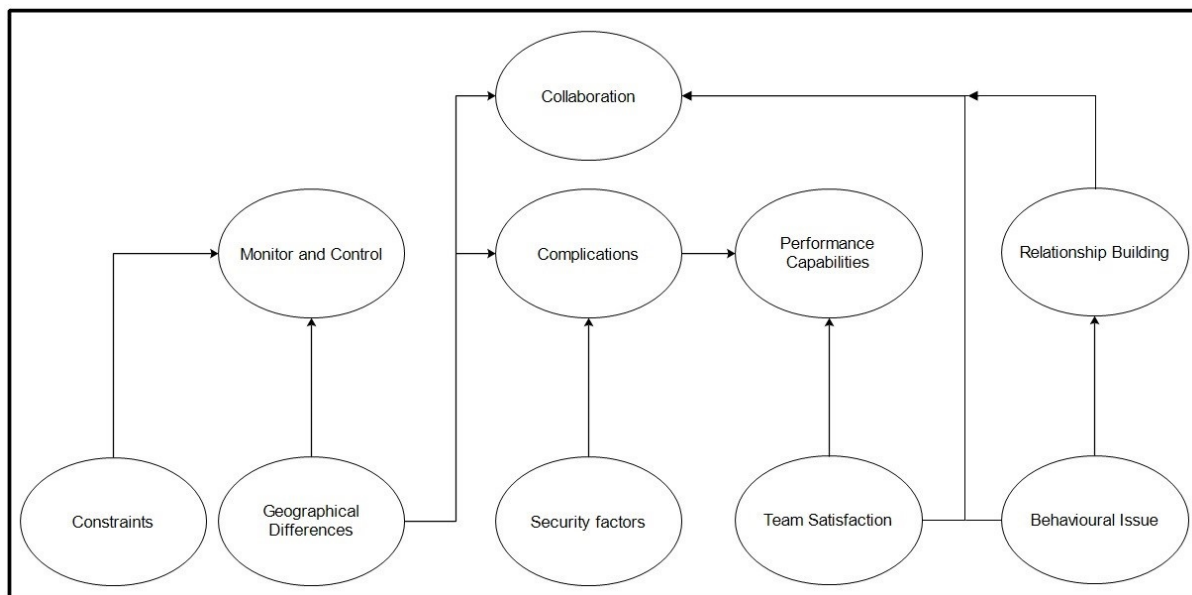 Collaboration
Monitor and Control
Complications
Performance
Capabilities
Relationship Building
Constraints
Geographical
Differences
Security factors
Team Satisfaction
Behavioural Issue